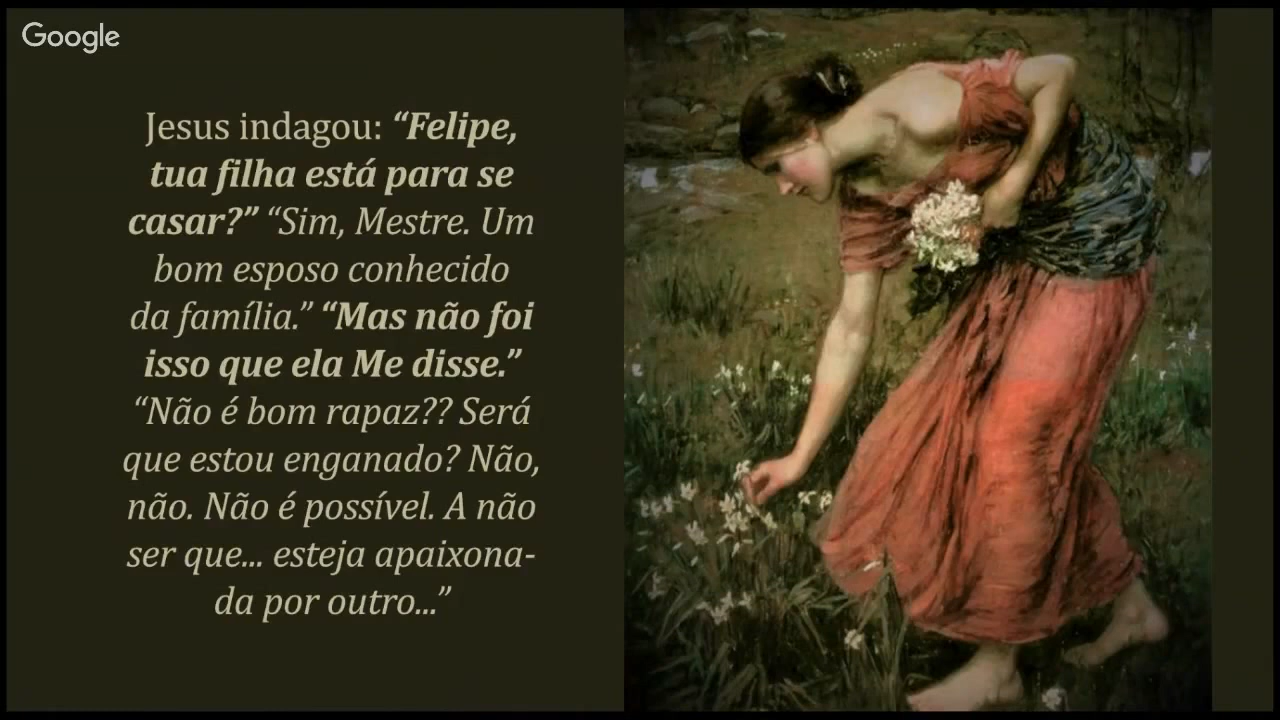 Google
Jesus indagou: “Felipe,
tua filha está para se
casar?” “Sim, Mestre. Um
bom esposo conhecido
da família.” “Mas não foi
isso que ela Me disse.”
“Não é bom rapaz?? Será
que estou enganado? Não,
não. Não é possível. A não
ser que... esteja apaixona-
da por outro...”